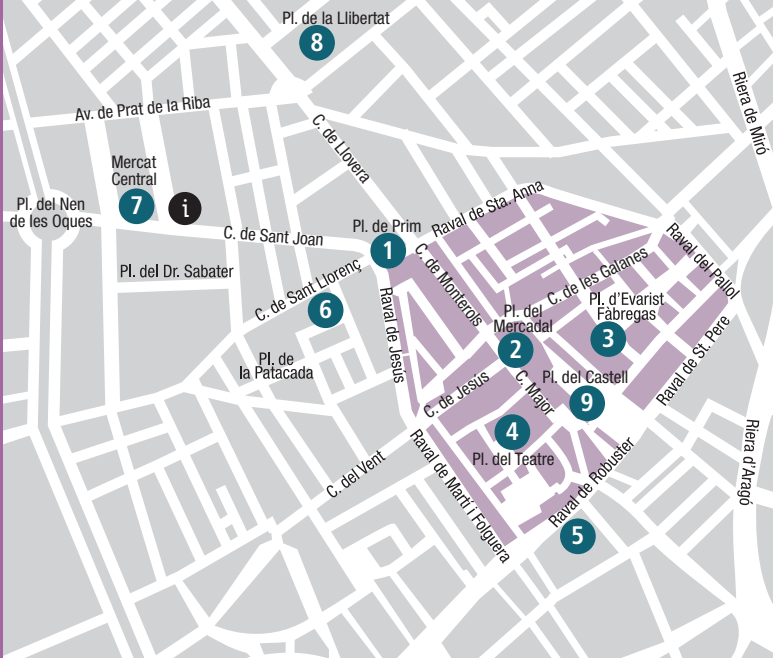 Pl. de la Llibertat
8
Av. de Prat de la Riba
C. de Llovera
Riera de Miró
Mercat
Central
7
i
Pl. del Nen
de les Oques
C. de Sant Joan
Pl. de Prim
1
Raval de Sta. Anna
Raval del Pallol
Pl. del Dr. Sabater
C. de Sant Llorenç
6
C. de Monterols
C. de les Galanes
Pl. d'Evarist
Fàbregas
3
Pl. del
Mercadal
2
Raval de Jesús
Raval de St. Pere
Pl. de
la Patacada
C. de Jesús
C. Major
Pl. del Castell
9
4
Pl. del Teatre
C. del Vent
Raval de Martí i Folguera
Raval de Robuster
5
Riera d'Aragó